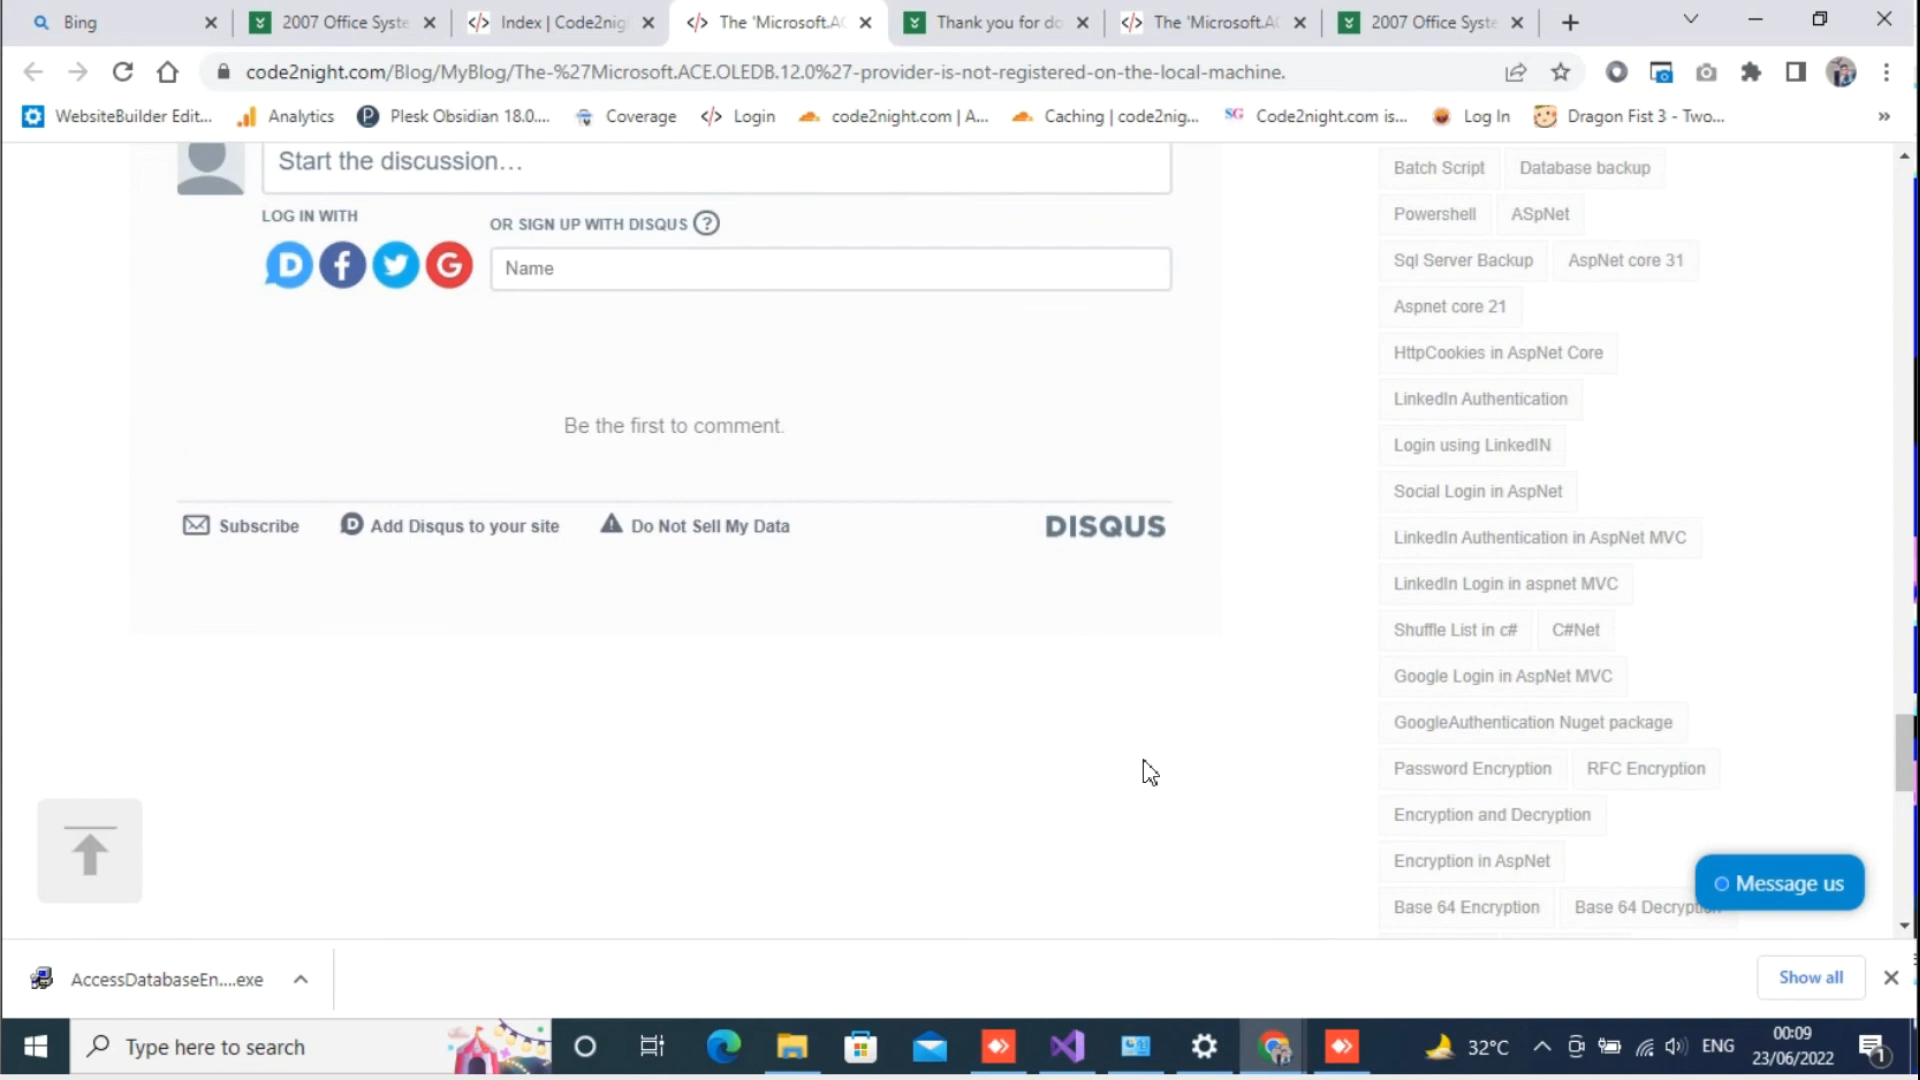 Bing
2007 Office Syste
Index | Code2nig
The 'Microsoft.AC
Thank you for do
The 'Microsoft.AC
2007 Office Syste
code2night.com/Blog/MyBlog/The-%27Microsoft.ACE.OLEDB.12.0%27-provider-is-not-registered-on-the-local-machine.
WebsiteBuilder Edit...
Analytics
Plesk Obsidian 18.0....
Coverage
Login
code2night.com | A...
Caching | code2nig...
SG
Code2night.com is...
Log In
Dragon Fist 3 - Two...
»
Start the discussion…
LOG IN WITH
OR SIGN UP WITH DISQUS ?
Name
Be the first to comment.
Subscribe
Add Disqus to your site
Do Not Sell My Data
DISQUS
Batch Script
Database backup
Powershell
ASpNet
Sql Server Backup
AspNet core 31
Aspnet core 21
HttpCookies in AspNet Core
LinkedIn Authentication
Login using LinkedIN
Social Login in AspNet
LinkedIn Authentication in AspNet MVC
LinkedIn Login in aspnet MVC
Shuffle List in c#
C#Net
Google Login in AspNet MVC
GoogleAuthentication Nuget package
Password Encryption
RFC Encryption
Encryption and Decryption
Encryption in AspNet
Base 64 Encryption
Base 64 Decryption
Message us
AccessDatabaseEn....exe
Show all
Type here to search
32°C
ENG
00:09
23/06/2022
1